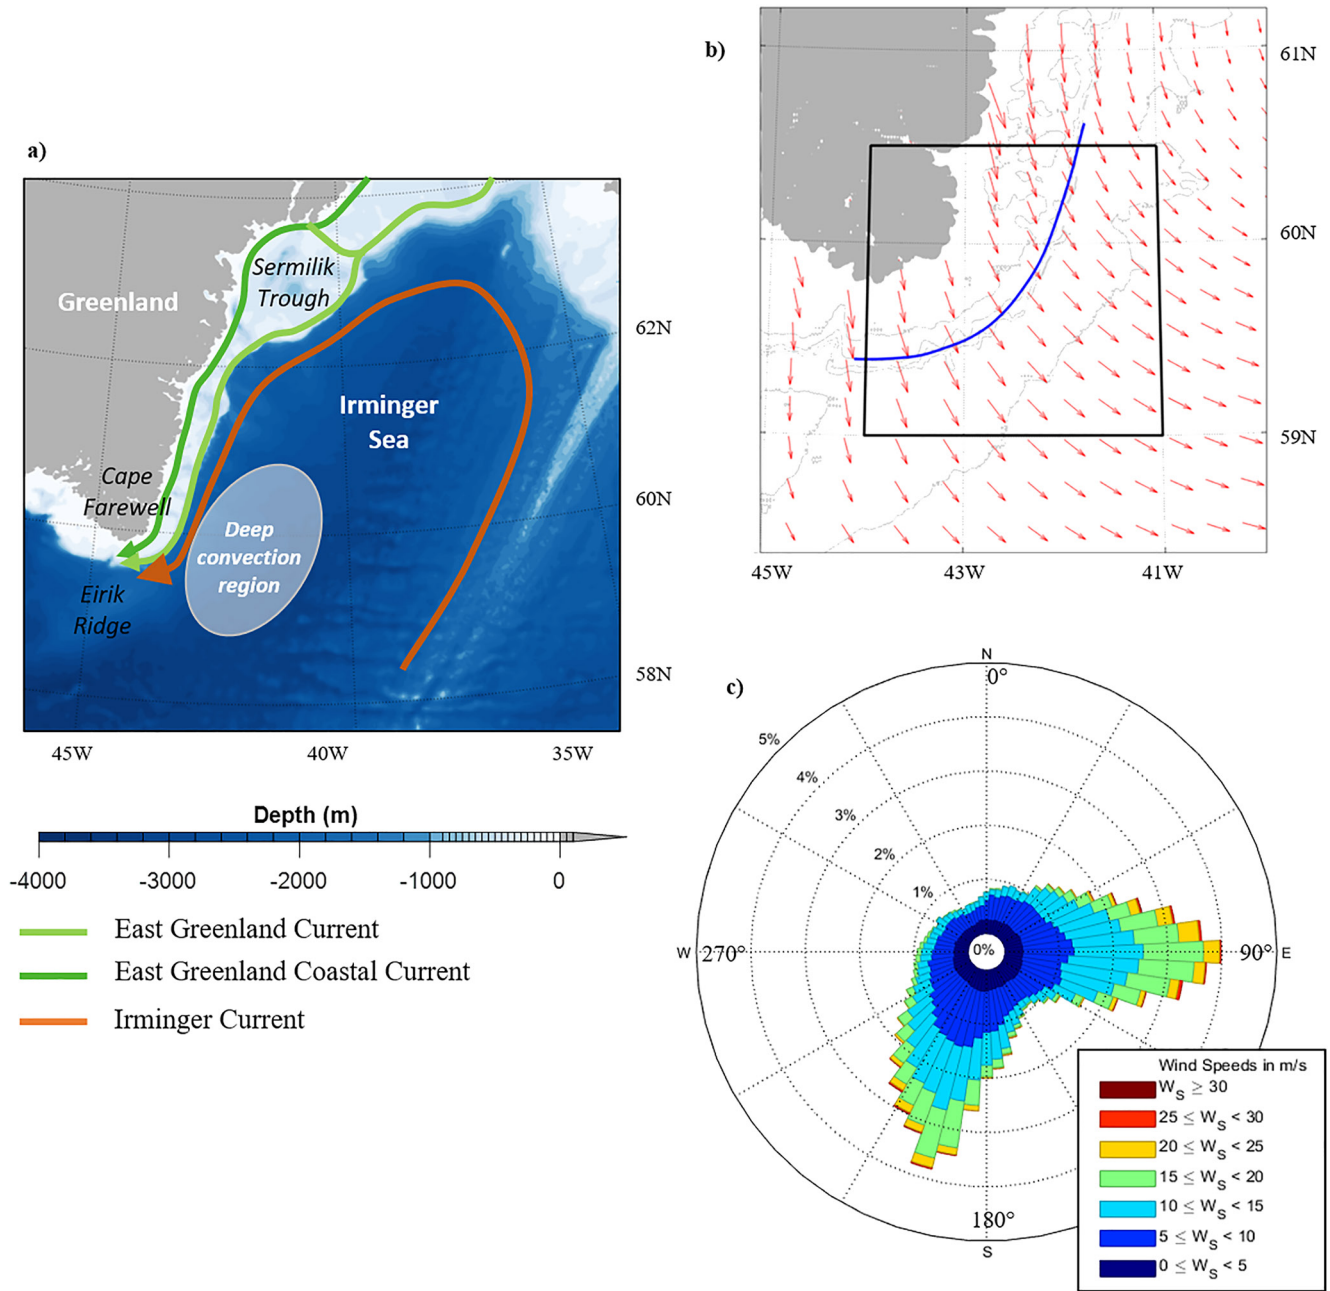 a)
Greenland
Sermilik
Trough
Irminger
Sea
Cape
Farewell
Deep
convection
region
Eirik
Ridge
62N
60N
58N
45W
40W
35W
Depth (m)
-4000
-3000
-2000
-1000
0
East Greenland Current
East Greenland Coastal Current
Irminger Current
b)
61N
60N
59N
45W
43W
41W
c)
N
0°
5%
4%
3%
2%
1%
0%
W
270°
90°
E
180°
S
Wind Speeds in m/s
W_S ≥ 30
25 ≤ W_S < 30
20 ≤ W_S < 25
15 ≤ W_S < 20
10 ≤ W_S < 15
5 ≤ W_S < 10
0 ≤ W_S < 5